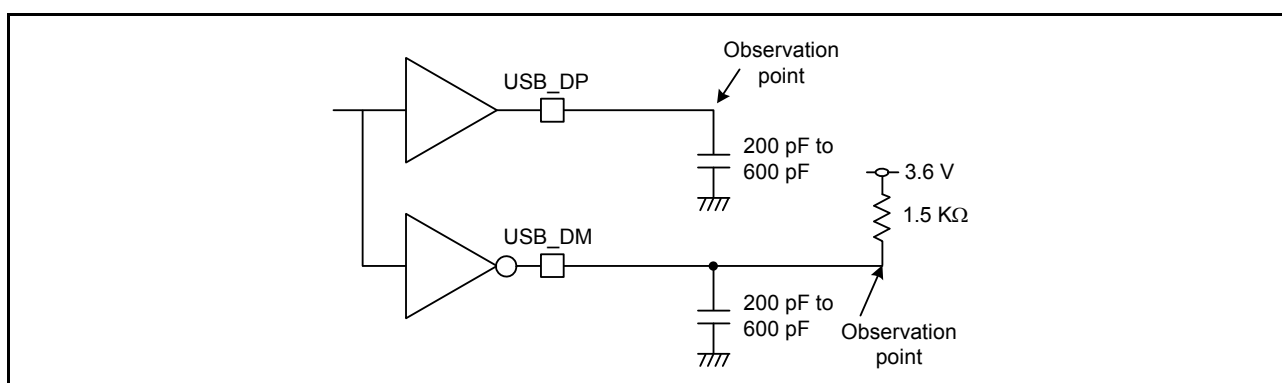 Observation
point
USB_DP
200 pF to
600 pF
3.6 V
1.5 KΩ
USB_DM
200 pF to
600 pF
Observation
point